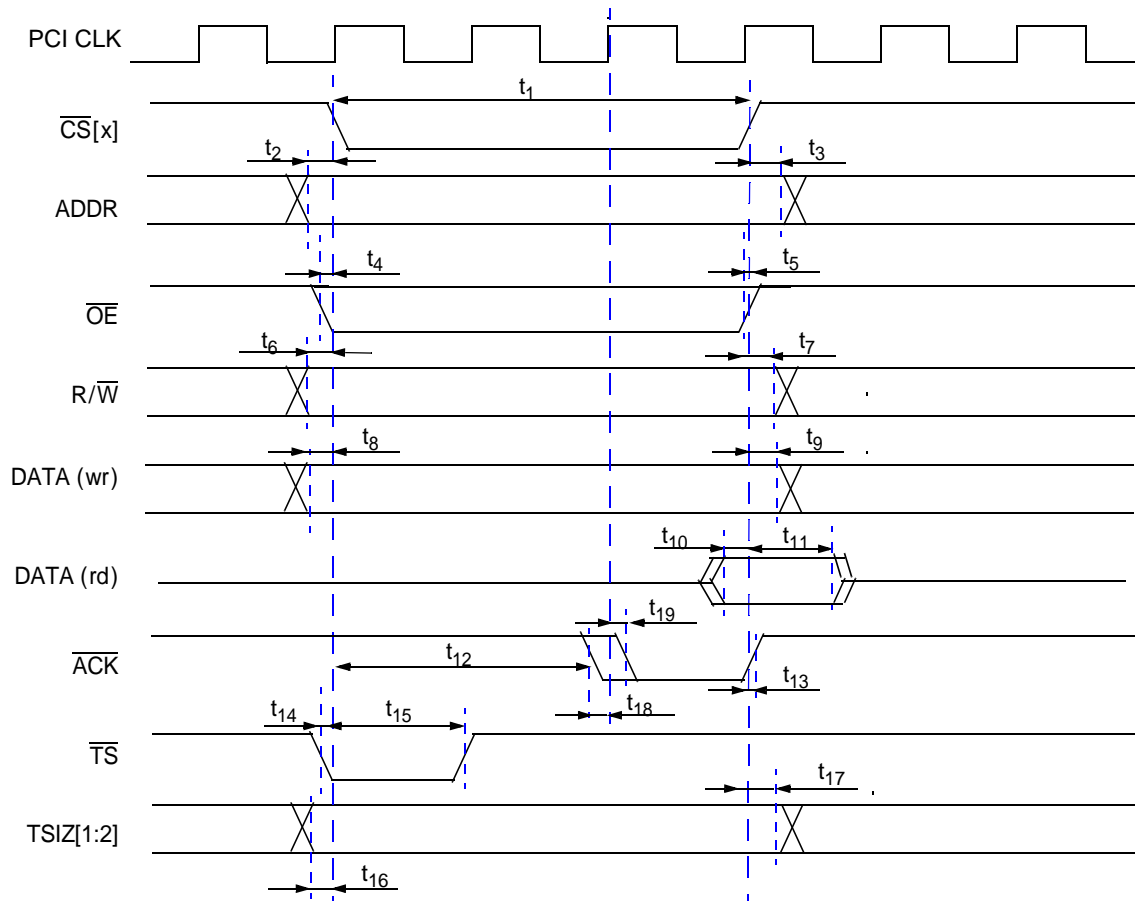 PCI CLK
t1
CS[x]
t2
t3
ADDR
t4
t5
OE
t6
t7
R/W
t8
t9
DATA (wr)
t10
t11
DATA (rd)
t19
ACK
t12
t13
t14
t15
t18
TS
t17
TSIZ[1:2]
t16